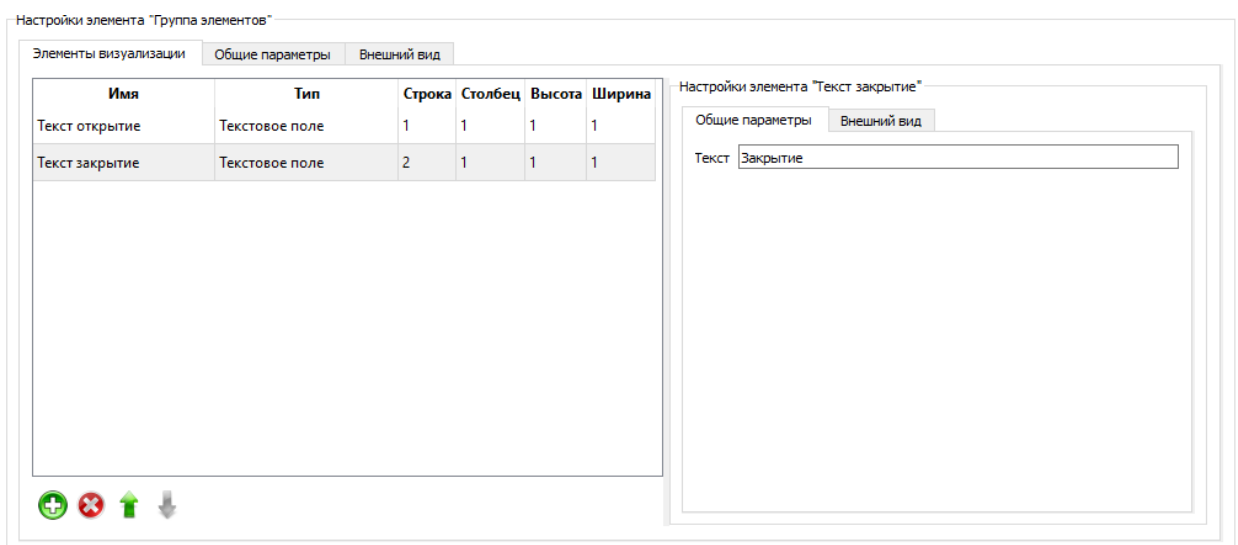 Настройки элемента "Группа элементов"
Элементы визуализации Общие параметры Внешний вид
Имя Тип Строка Столбец Высота Ширина
Текст открытие Текстовое поле 1 1 1 1
Текст закрытие Текстовое поле 2 1 1 1
Настройки элемента "Текст закрытие"
Общие параметры Внешний вид
Текст Закрытие